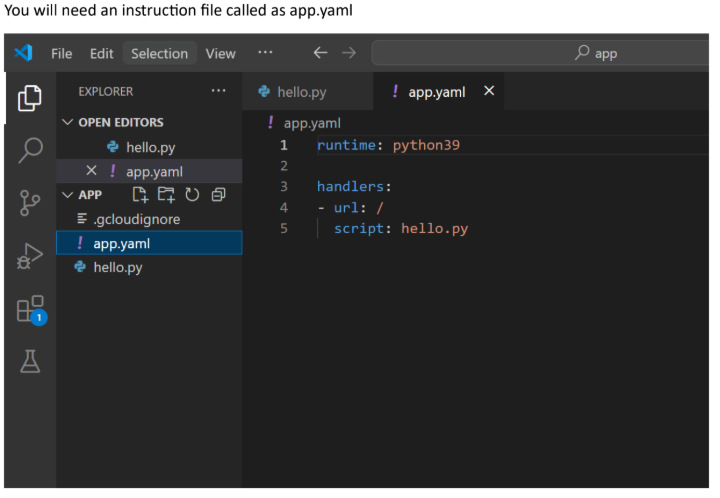 You will need an instruction file called as app.yaml
File Edit Selection View ··· ← → app
EXPLORER ···
hello.py
! app.yaml ×
OPEN EDITORS
hello.py
× ! app.yaml
APP
.gcloudignore
! app.yaml
hello.py
! app.yaml
1 runtime: python39
2
3 handlers:
4 - url: /
5 script: hello.py
1